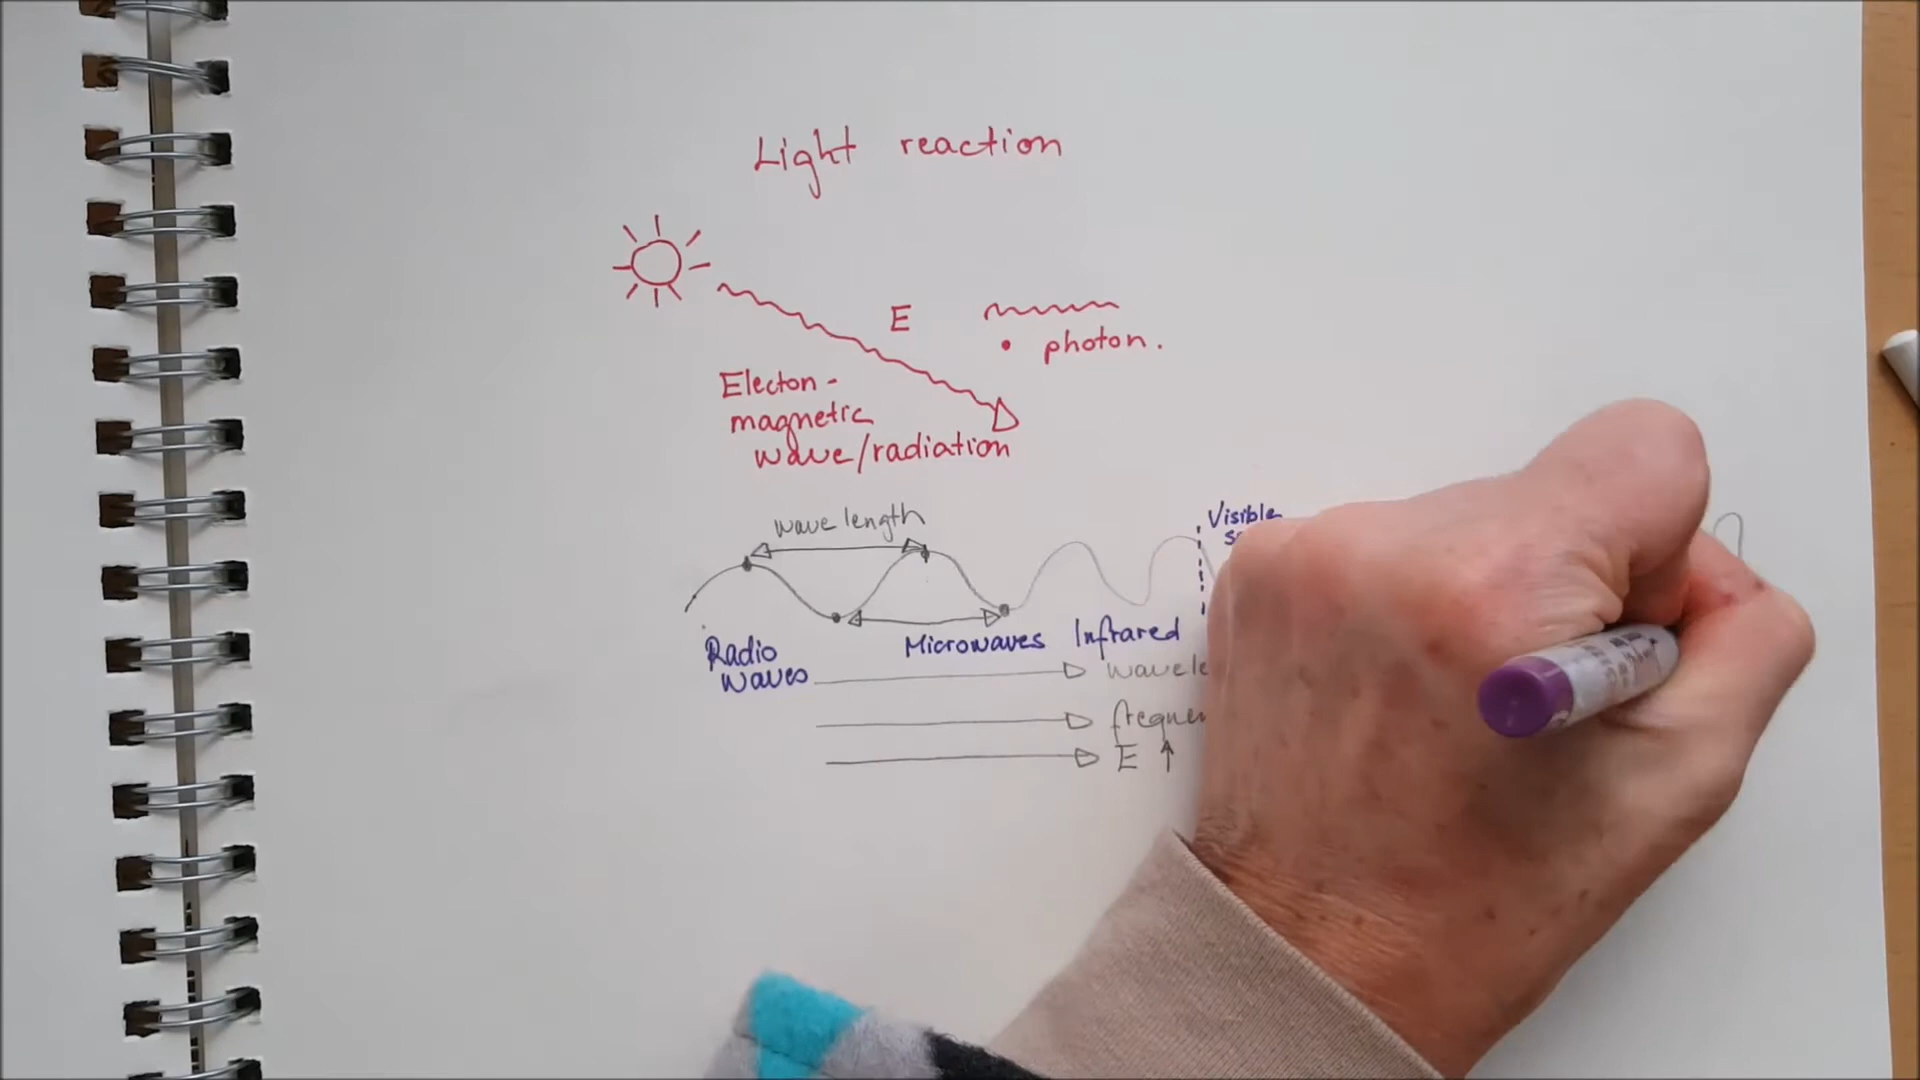 Light reaction
E
• photon.
Electon -
magnetic
wave/radiation
wave length
Visible
Radio
waves
Microwaves
Infrared
E ↑